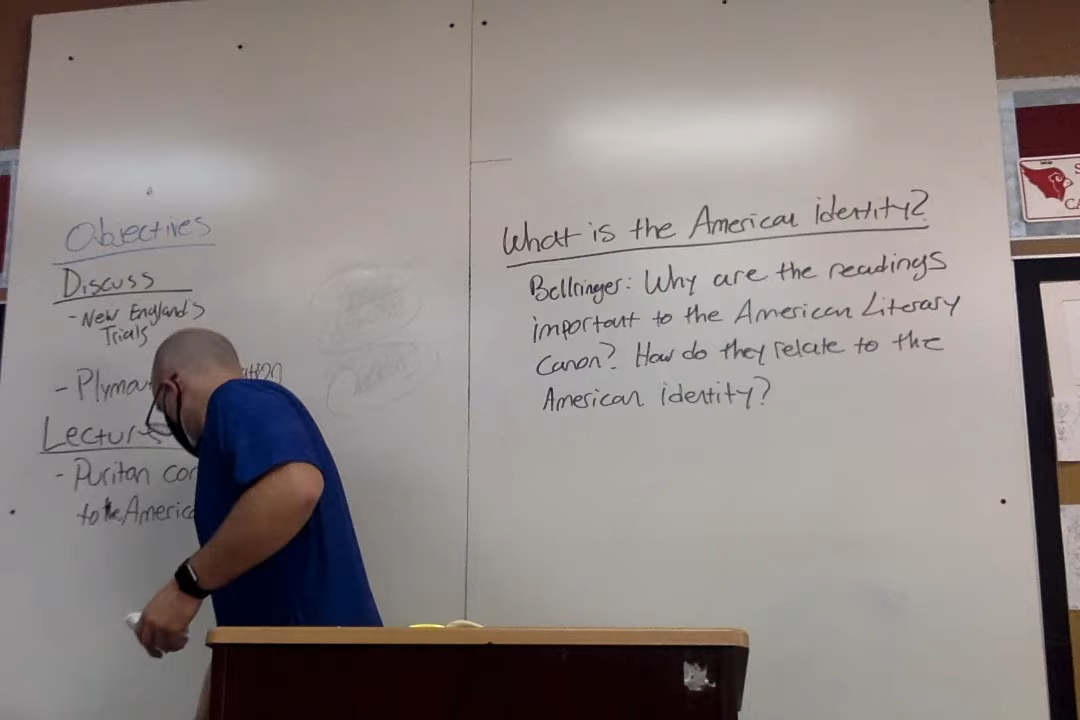 Objectives
Discuss
- New England's
Trials
- Plymo
Lectur
- Puritan con
to the America
What is the American identity?
Bellringer: Why are the readings
important to the American Literary
Canon? How do they relate to the
American identity?